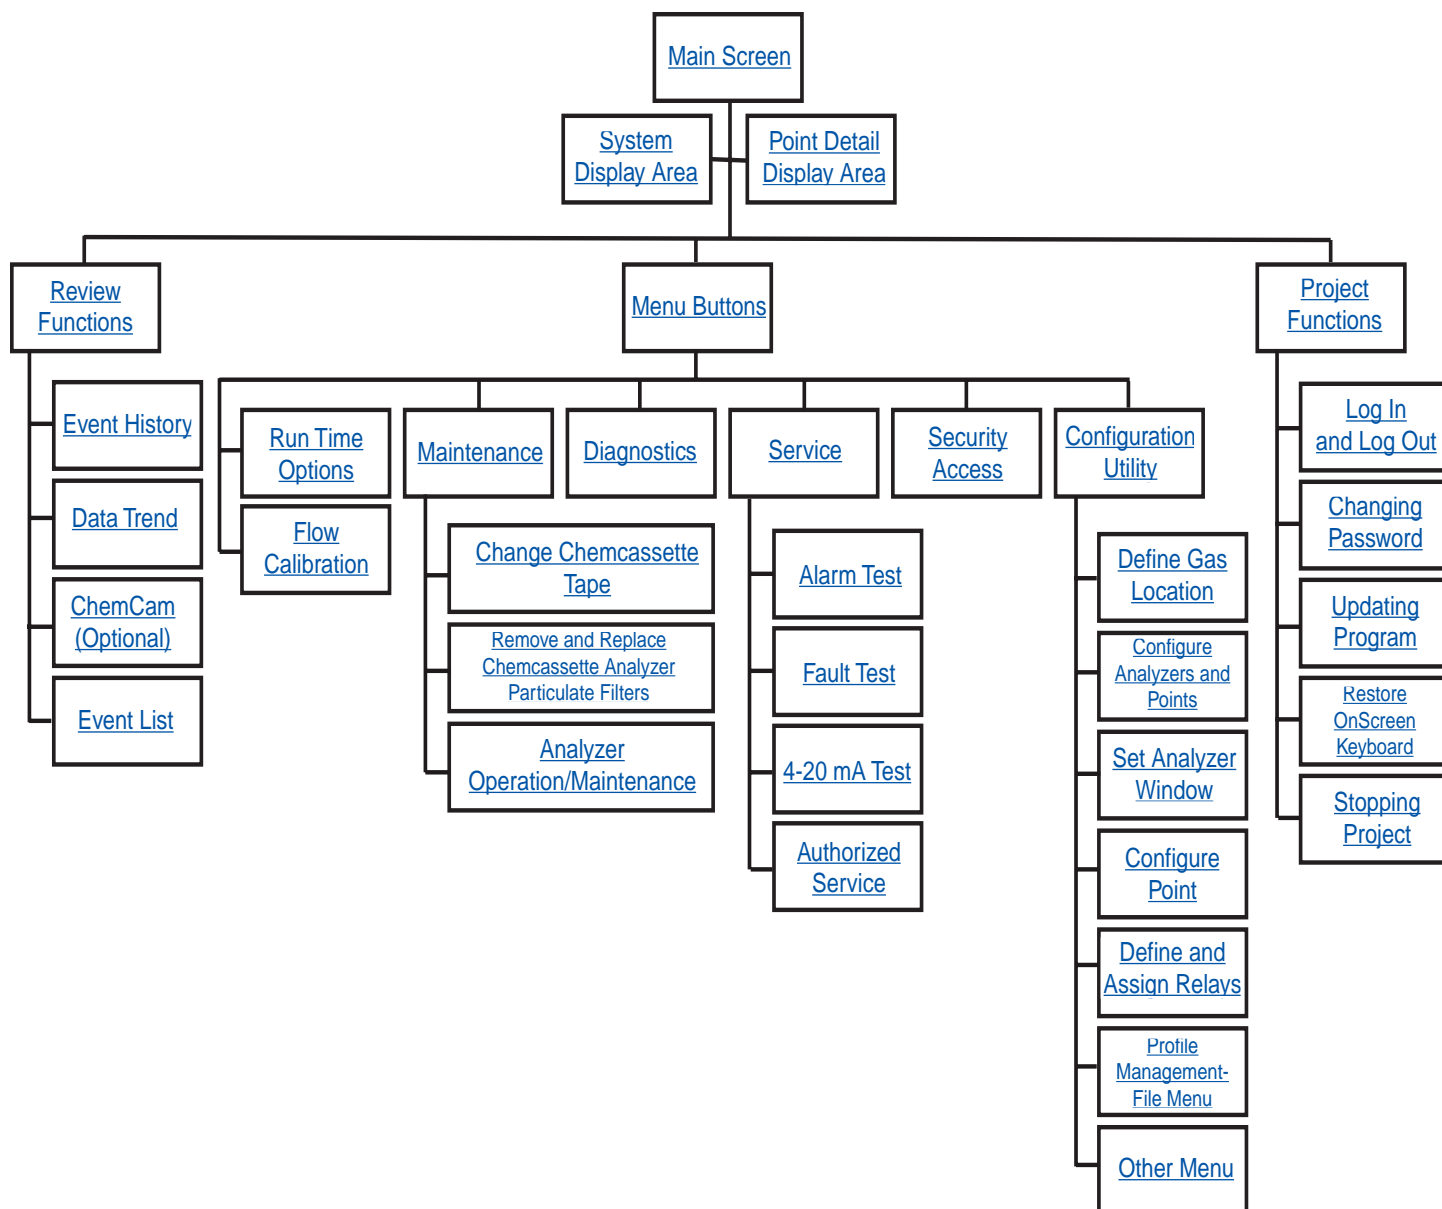 Main Screen
System
Display Area
Point Detail
Display Area
Review
Functions
Menu Buttons
Project
Functions
Event History
Data Trend
ChemCam
(Optional)
Event List
Run Time
Options
Flow
Calibration
Maintenance
Change Chemcassette
Tape
Remove and Replace
Chemcassette Analyzer
Particulate Filters
Analyzer
Operation/Maintenance
Diagnostics
Service
Alarm Test
Fault Test
4-20 mA Test
Authorized
Service
Security
Access
Configuration
Utility
Define Gas
Location
Configure
Analyzers and
Points
Set Analyzer
Window
Configure
Point
Define and
Assign Relays
Profile
Management-
File Menu
Other Menu
Log In
and Log Out
Changing
Password
Updating
Program
Restore
OnScreen
Keyboard
Stopping
Project